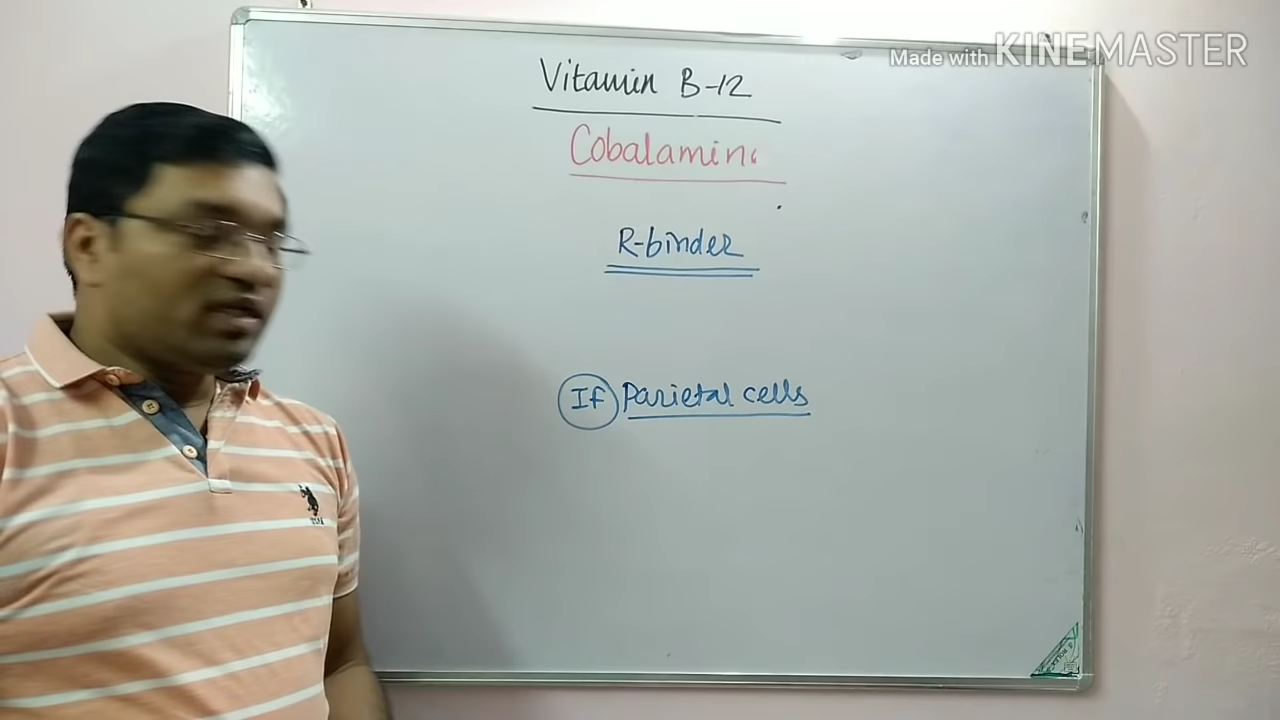 Made with KINEMASTER
Vitamin B-12
Cobalamin
R-binder
If Parietal cells